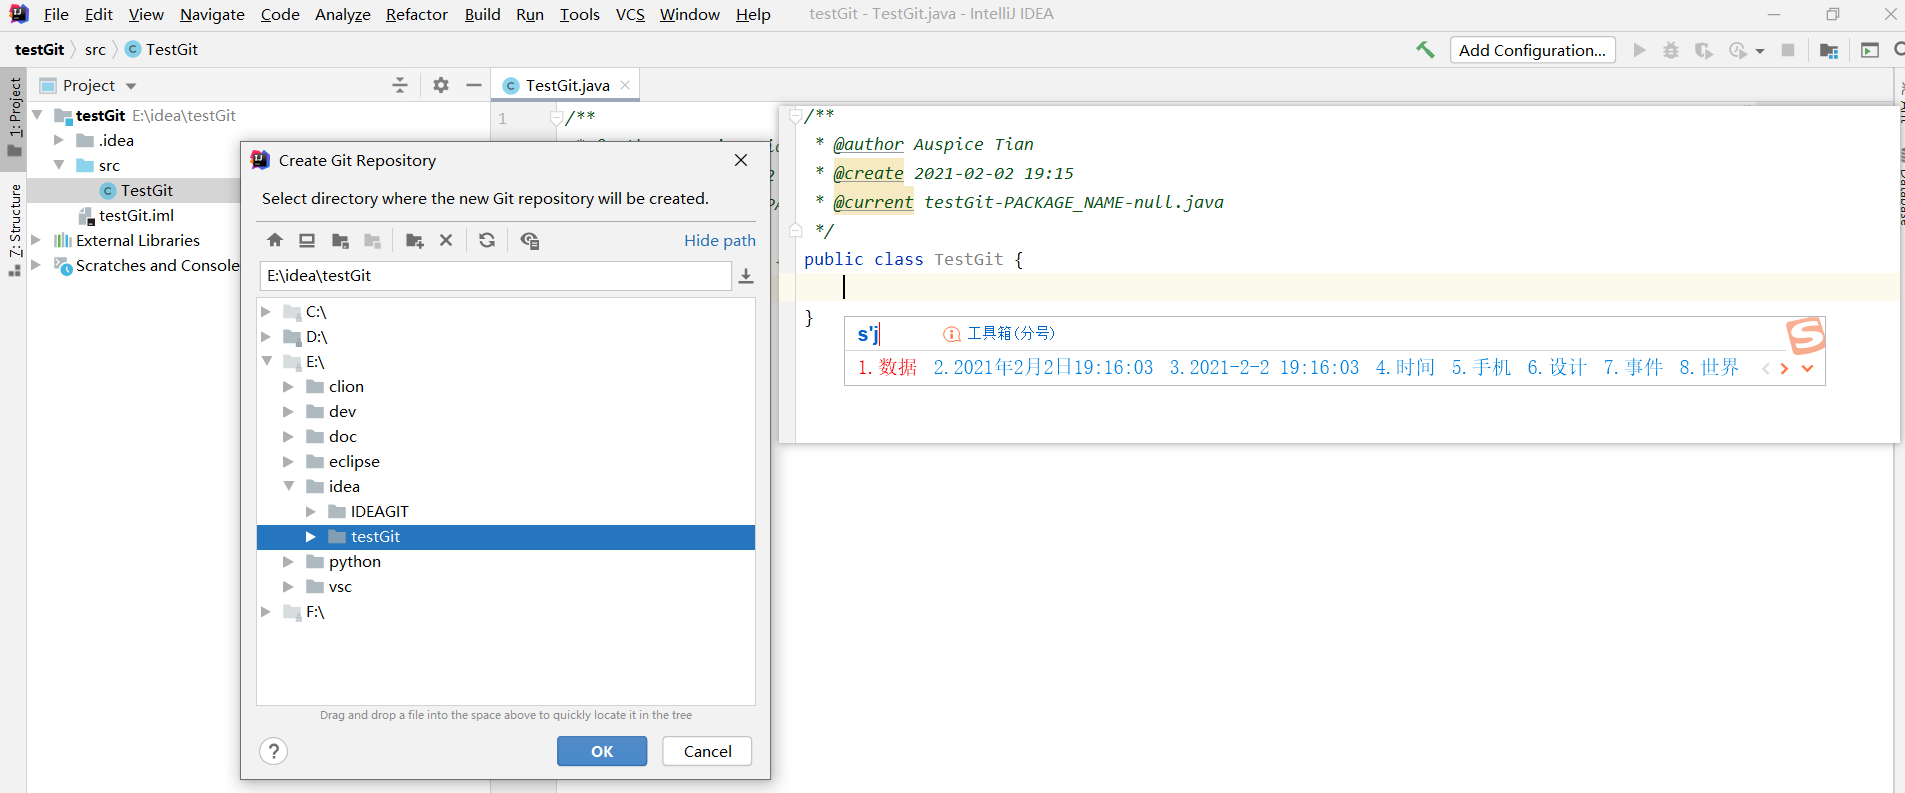 File Edit View Navigate Code Analyze Refactor Build Run Tools VCS Window Help testGit - TestGit.java - IntelliJ IDEA
testGit src TestGit Add Configuration...
1: Project
7: Structure
Project
testGit E:\idea\testGit
.idea
src
TestGit
testGit.iml
External Libraries
Scratches and Console
TestGit.java
1 /**
Create Git Repository
Select directory where the new Git repository will be created.
Hide path
E:\idea\testGit
C:\
D:\
E:\
clion
dev
doc
eclipse
idea
IDEAGIT
testGit
python
vsc
F:\
Drag and drop a file into the space above to quickly locate it in the tree
? OK Cancel
/**
* @author Auspice Tian
* @create 2021-02-02 19:15
* @current testGit-PACKAGE_NAME-null.java
*/
public class TestGit {
}
s'j 工具箱(分号)
1.数据 2.2021年2月2日19:16:03 3.2021-2-2 19:16:03 4.时间 5.手机 6.设计 7.事件 8.世界
Database